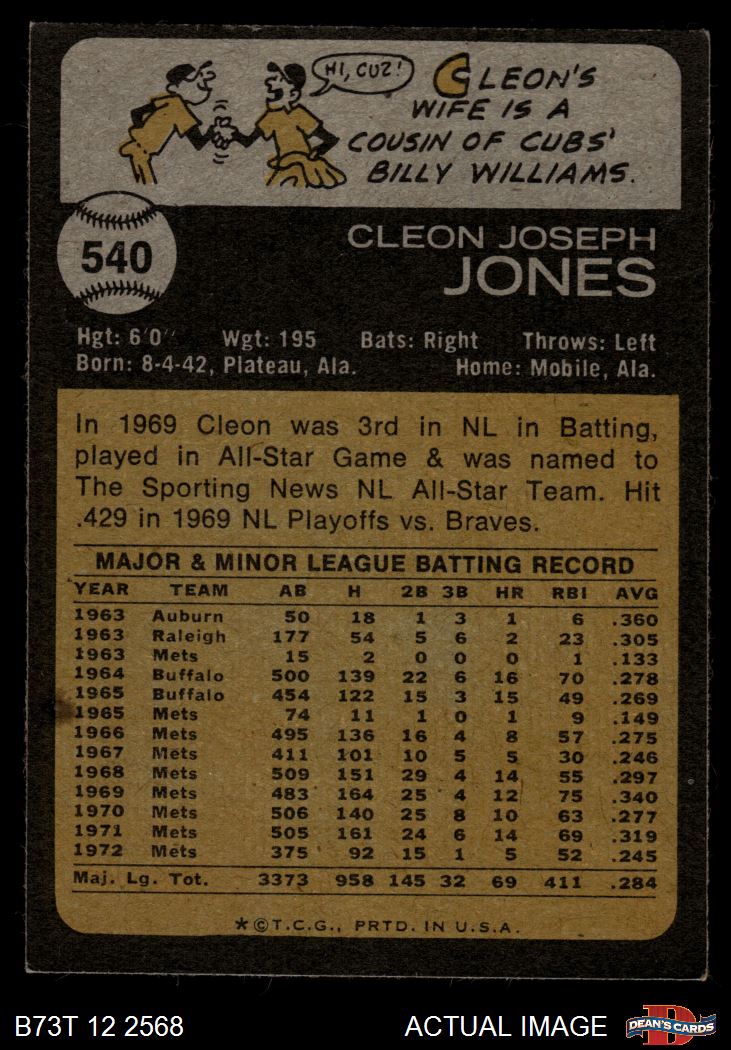 HI, CUZ!
CLEON'S
WIFE IS A
COUSIN OF CUBS'
BILLY WILLIAMS.
540
CLEON JOSEPH
JONES
Hgt: 6'0" Wgt: 195 Bats: Right Throws: Left
Born: 8-4-42, Plateau, Ala. Home: Mobile, Ala.
In 1969 Cleon was 3rd in NL in Batting,
played in All-Star Game & was named to
The Sporting News NL All-Star Team. Hit
.429 in 1969 NL Playoffs vs. Braves.
MAJOR & MINOR LEAGUE BATTING RECORD
YEAR TEAM AB H 2B 3B HR RBI AVG
1963 Auburn 50 18 1 3 1 6 .360
1963 Raleigh 177 54 5 6 2 23 .305
1963 Mets 15 2 0 0 0 1 .133
1964 Buffalo 500 139 22 6 16 70 .278
1965 Buffalo 454 122 15 3 15 49 .269
1965 Mets 74 11 1 0 1 9 .149
1966 Mets 495 136 16 4 8 57 .275
1967 Mets 411 101 10 5 5 30 .246
1968 Mets 509 151 29 4 14 55 .297
1969 Mets 483 164 25 4 12 75 .340
1970 Mets 506 140 25 8 10 63 .277
1971 Mets 505 161 24 6 14 69 .319
1972 Mets 375 92 15 1 5 52 .245
Maj. Lg. Tot. 3373 958 145 32 69 411 .284
*©T.C.G., PRTD. IN U.S.A.
B73T 12 2568 ACTUAL IMAGE
D
DEAN'S CARDS